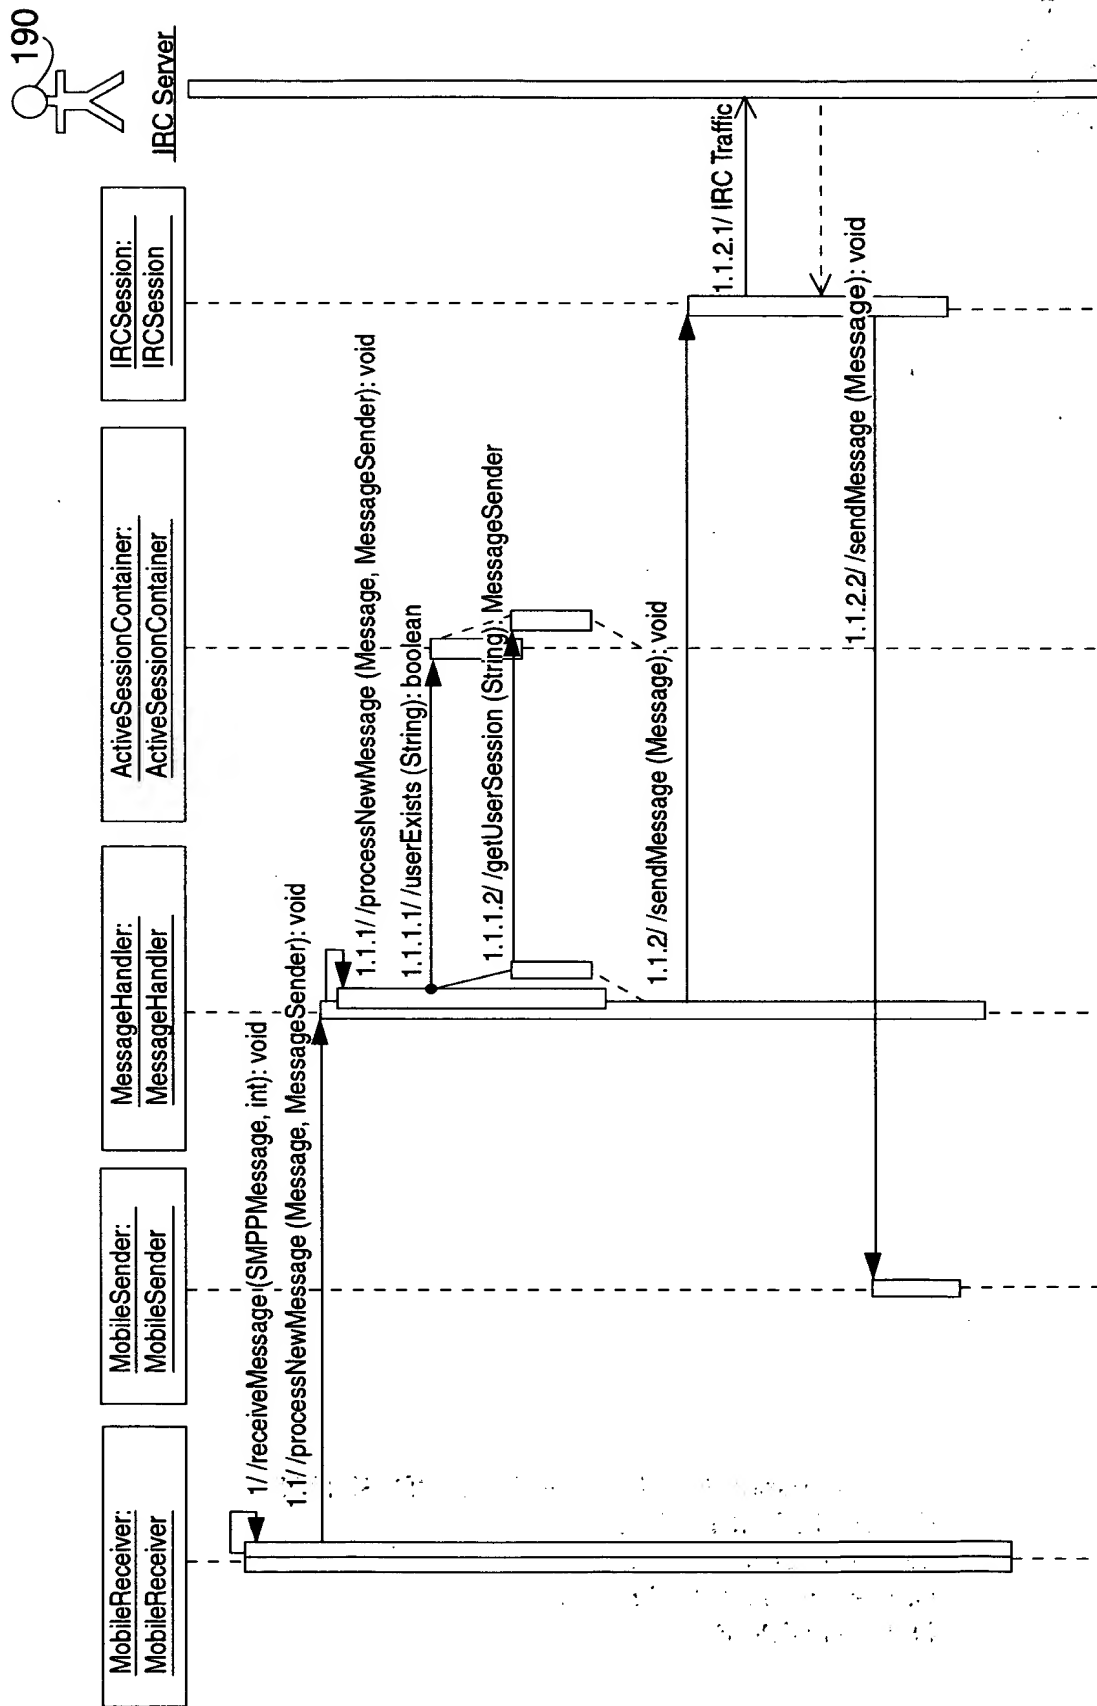 MobileReceiver:
MobileReceiver
MobileSender:
MobileSender
MessageHandler:
MessageHandler
ActiveSessionContainer:
ActiveSessionContainer
IRCSession:
IRCSession
190
IRC Server
1/ /receiveMessage (SMPPMessage, int): void
1.1/ /processNewMessage (Message, MessageSender): void
1.1.1/ /processNewMessage (Message, MessageSender): void
1.1.1.1/ /userExists (String): boolean
1.1.1.2/ /getUserSession (String): MessageSender
1.1.2/ /sendMessage (Message): void
1.1.2.1/ IRC Traffic
1.1.2.2/ /sendMessage (Message): void